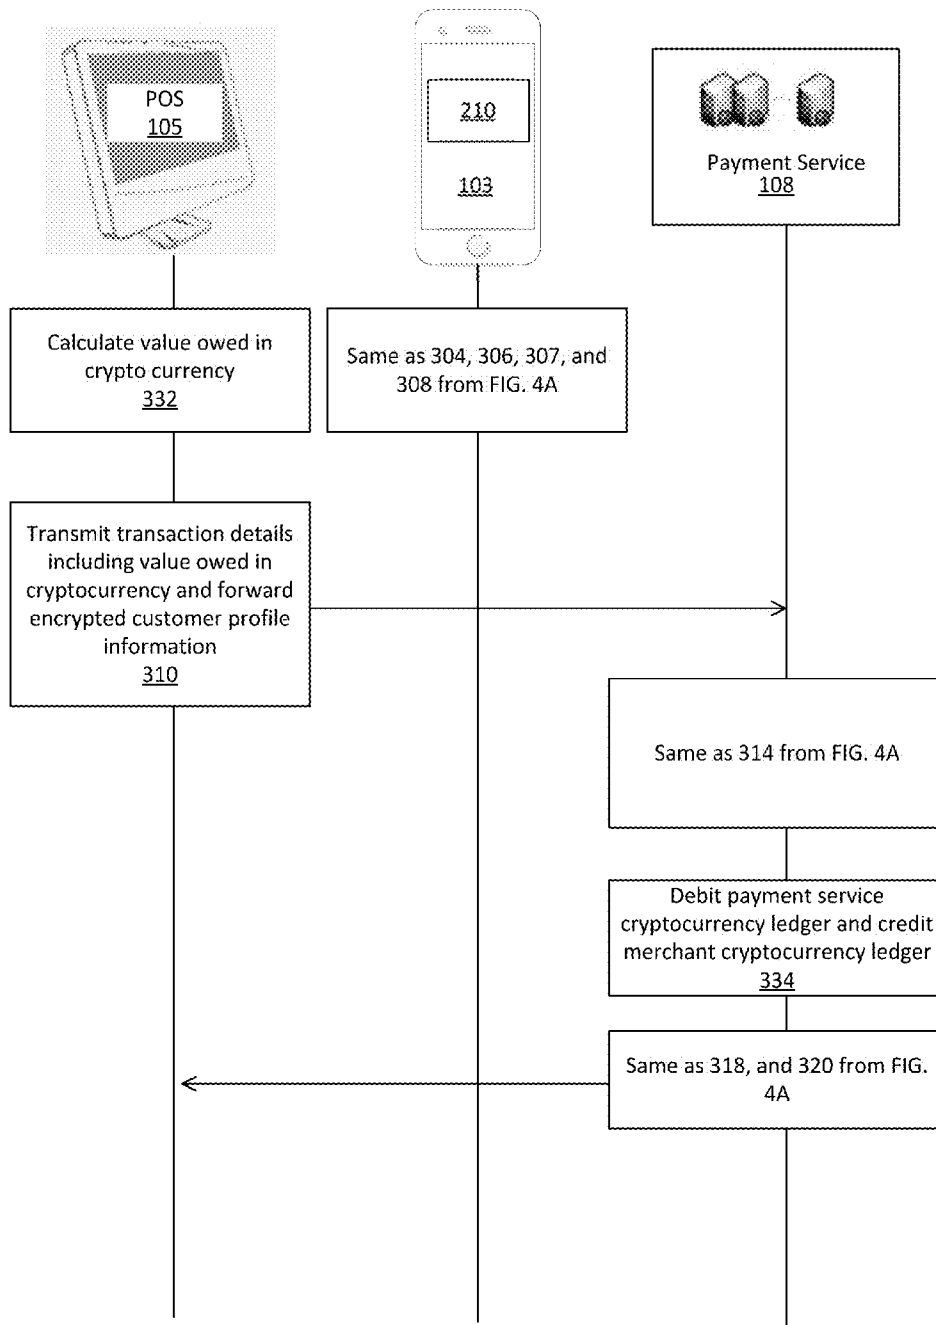 POS
105
210
103
Payment Service
108
Calculate value owed in
crypto currency
332
Same as 304, 306, 307, and
308 from FIG. 4A
Transmit transaction details
including value owed in
cryptocurrency and forward
encrypted customer profile
information
310
Same as 314 from FIG. 4A
Debit payment service
cryptocurrency ledger and credit
merchant cryptocurrency ledger
334
Same as 318, and 320 from FIG.
4A